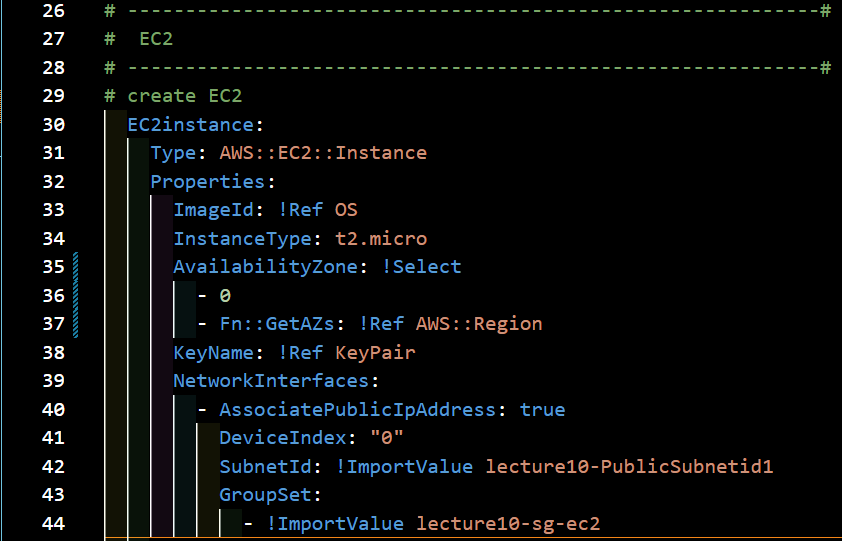 26 # ------------------------------------------------------------#
27 #  EC2
28 # ------------------------------------------------------------#
29 # create EC2
30   EC2instance:
31     Type: AWS::EC2::Instance
32     Properties:
33       ImageId: !Ref OS
34       InstanceType: t2.micro
35       AvailabilityZone: !Select
36         - 0
37         - Fn::GetAZs: !Ref AWS::Region
38       KeyName: !Ref KeyPair
39       NetworkInterfaces:
40         - AssociatePublicIpAddress: true
41           DeviceIndex: "0"
42           SubnetId: !ImportValue lecture10-PublicSubnetid1
43           GroupSet:
44             - !ImportValue lecture10-sg-ec2